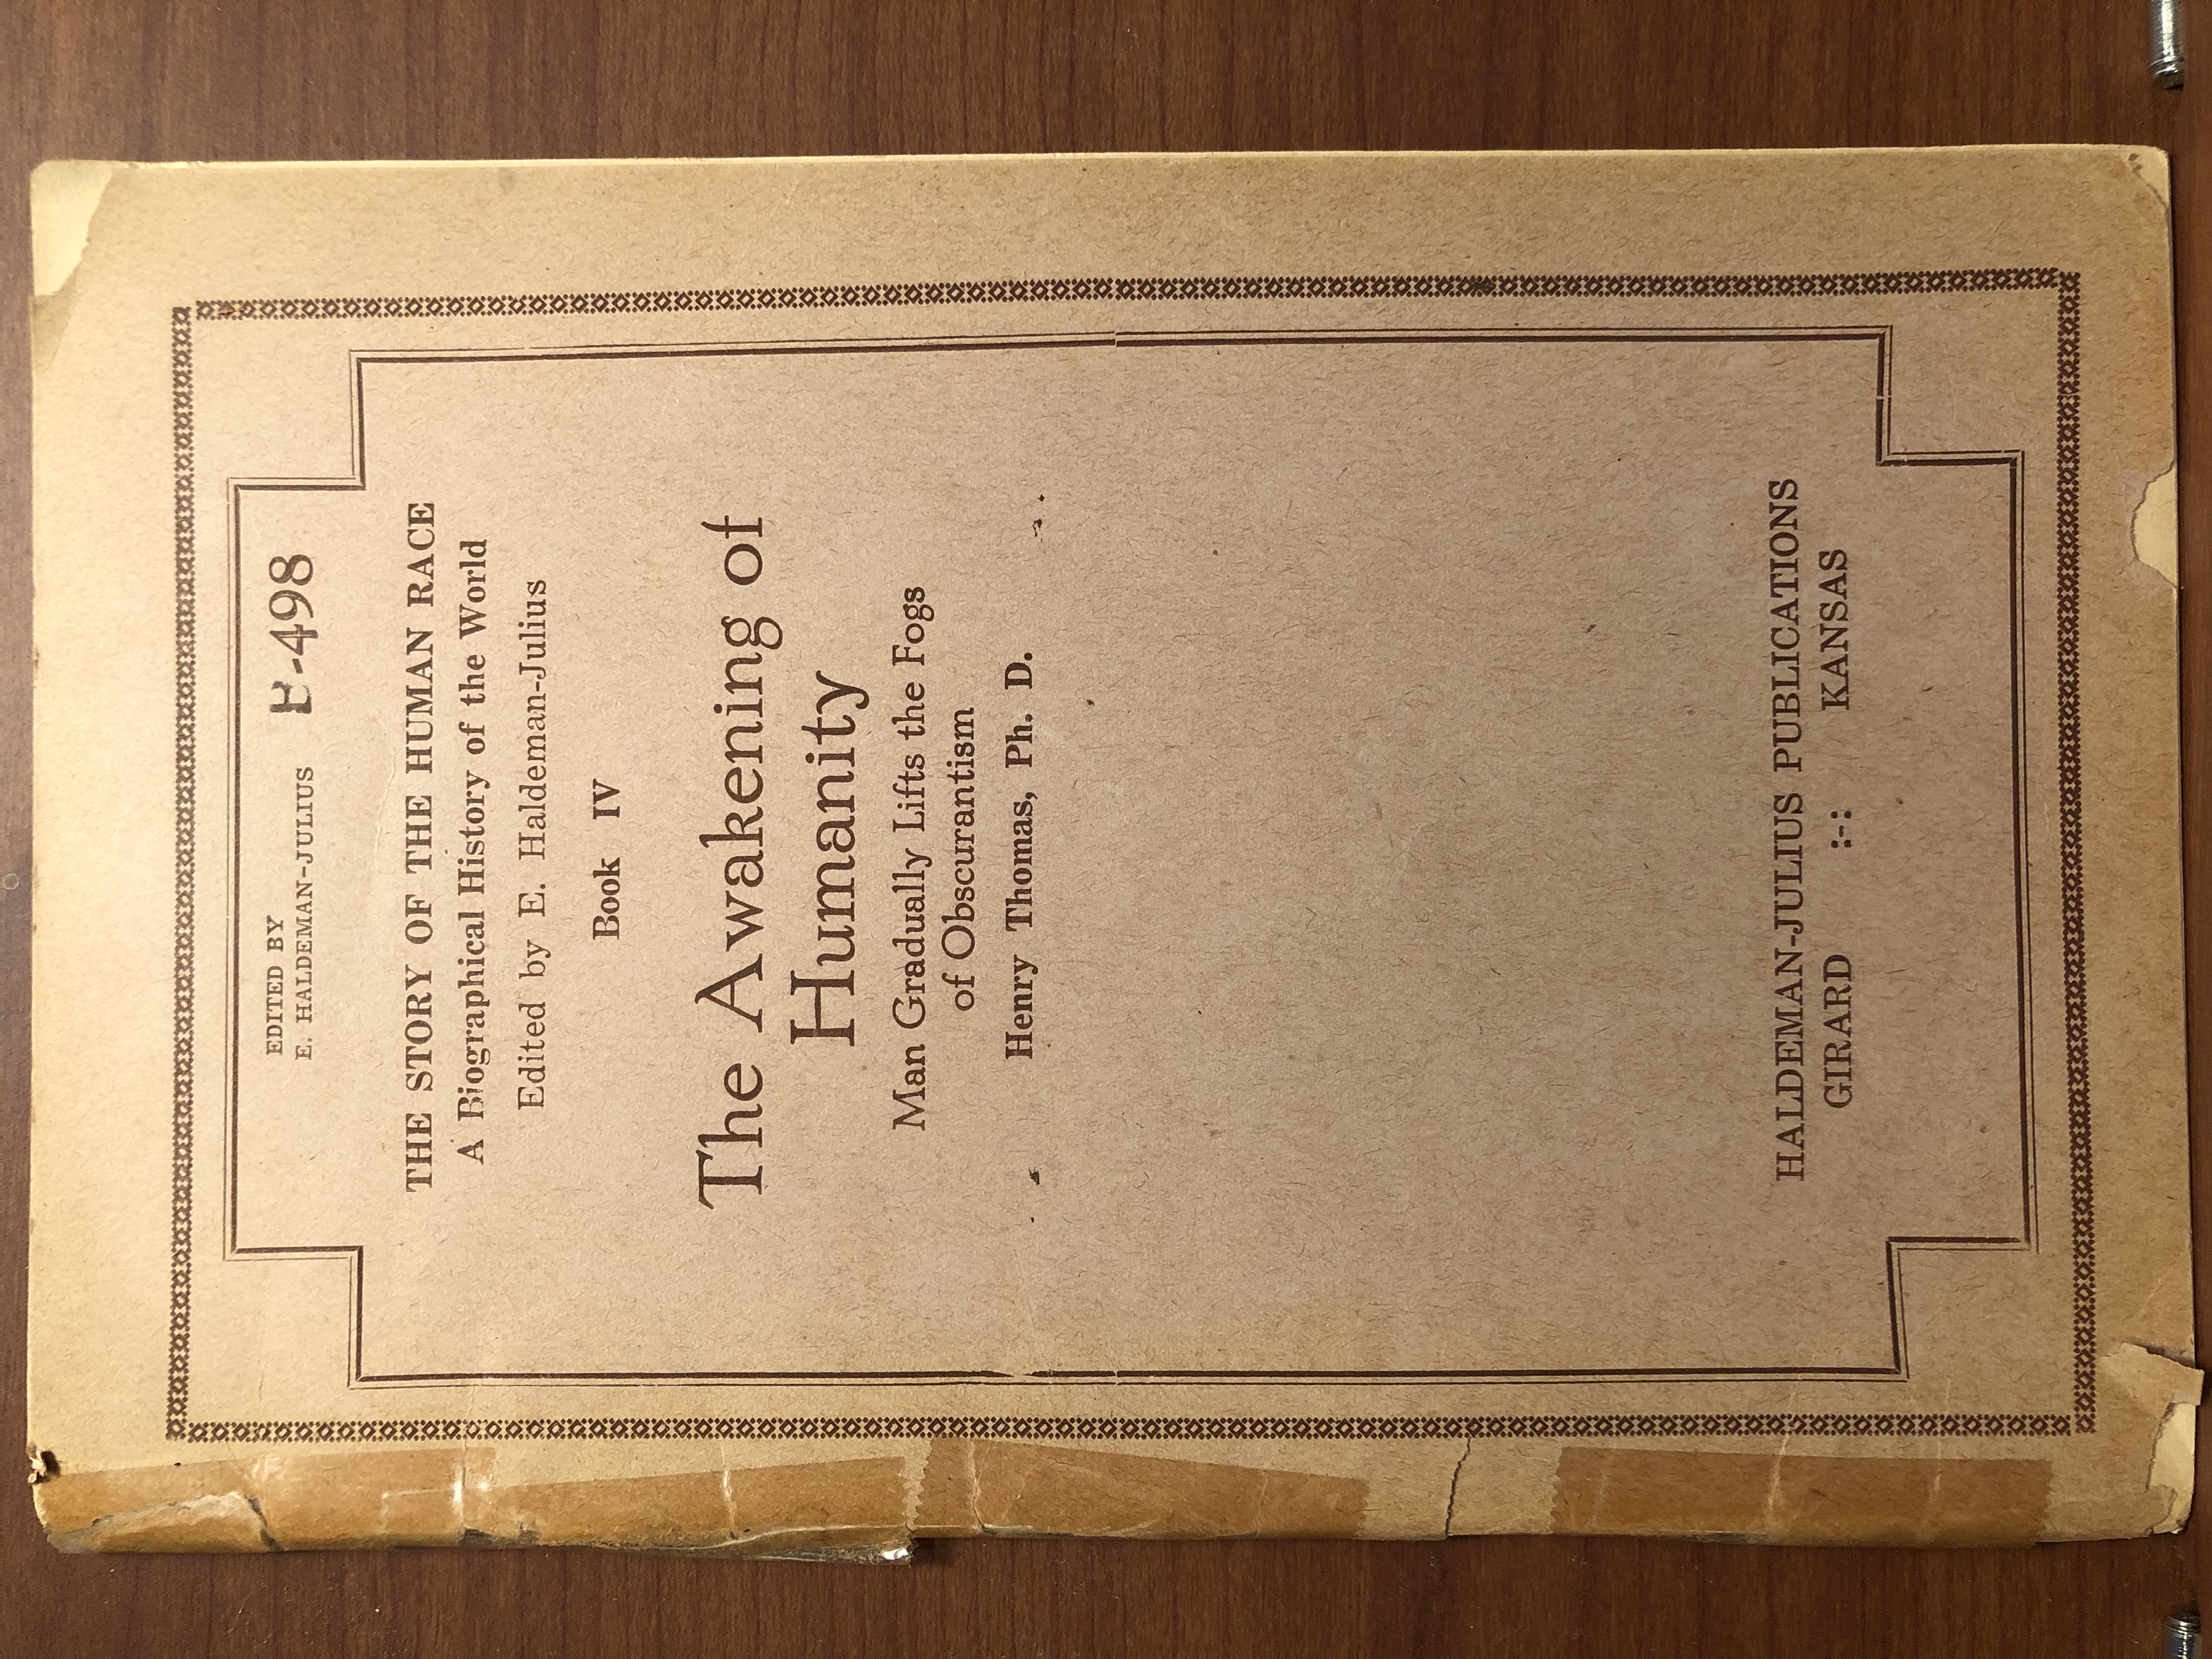 EDITED BY
E. HALDEMAN-JULIUS
-498
THE STORY OF THE HUMAN RACE
A Biographical History of the World
Edited by E. Haldeman-Julius
Book IV
The Awakening of
Humanity
Man Gradually Lifts the Fogs
of Obscurantism
Henry Thomas, Ph. D.
HALDEMAN-JULIUS PUBLICATIONS
GIRARD :-: KANSAS